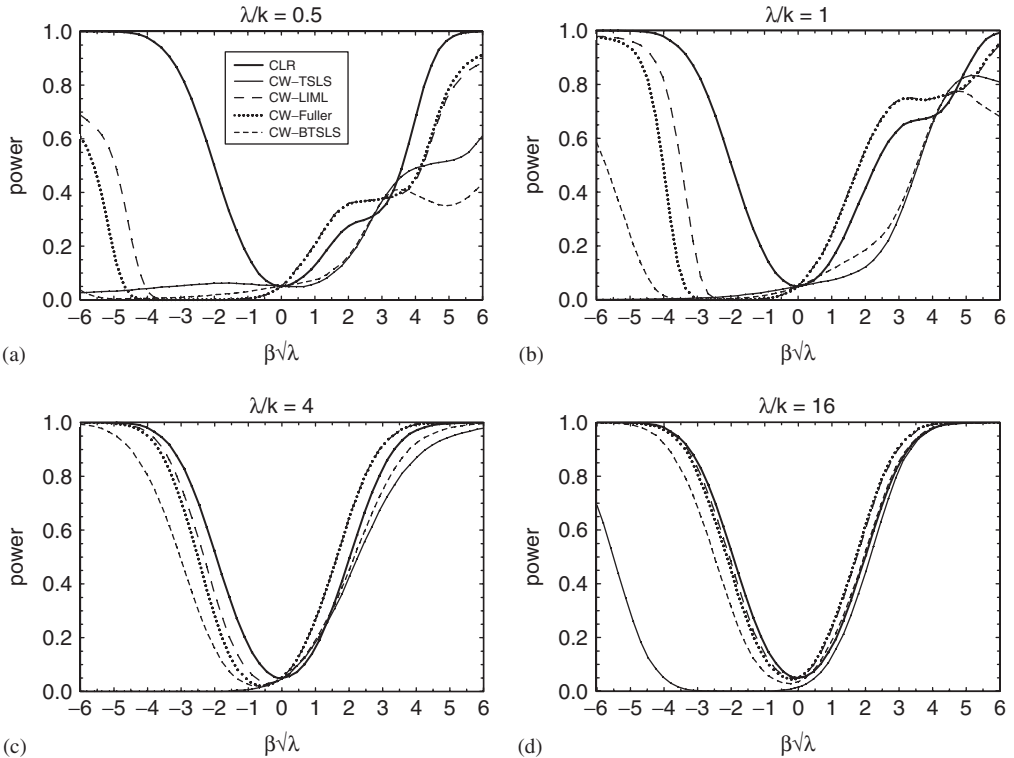 λ/k = 0.5
1.0
0.8
0.6
0.4
0.2
0.0
power
CLR
CW–TSLS
CW–LIML
CW–Fuller
CW–BTSLS
–6 –5 –4 –3 –2 –1 0 1 2 3 4 5 6
(a)
β√λ
λ/k = 1
1.0
0.8
0.6
0.4
0.2
0.0
power
–6 –5 –4 –3 –2 –1 0 1 2 3 4 5 6
(b)
β√λ
λ/k = 4
1.0
0.8
0.6
0.4
0.2
0.0
power
–6 –5 –4 –3 –2 –1 0 1 2 3 4 5 6
(c)
β√λ
λ/k = 16
1.0
0.8
0.6
0.4
0.2
0.0
power
–6 –5 –4 –3 –2 –1 0 1 2 3 4 5 6
(d)
β√λ